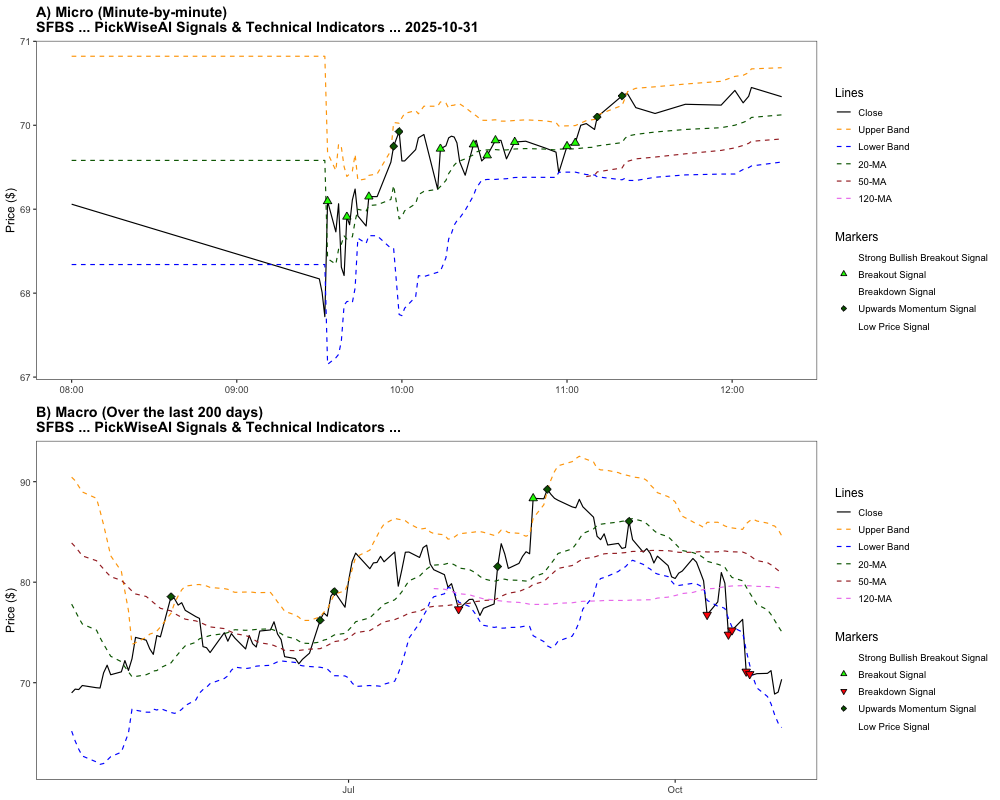 A) Micro (Minute-by-minute)
SFBS ... PickWiseAI Signals & Technical Indicators ... 2025-10-31
71
70
69
68
67
Price ($)
08:00
09:00
10:00
11:00
12:00
Lines
Close
Upper Band
Lower Band
20-MA
50-MA
120-MA
Markers
Strong Bullish Breakout Signal
Breakout Signal
Breakdown Signal
Upwards Momentum Signal
Low Price Signal
B) Macro (Over the last 200 days)
SFBS ... PickWiseAI Signals & Technical Indicators ...
90
80
70
Price ($)
Jul
Oct
Lines
Close
Upper Band
Lower Band
20-MA
50-MA
120-MA
Markers
Strong Bullish Breakout Signal
Breakout Signal
Breakdown Signal
Upwards Momentum Signal
Low Price Signal